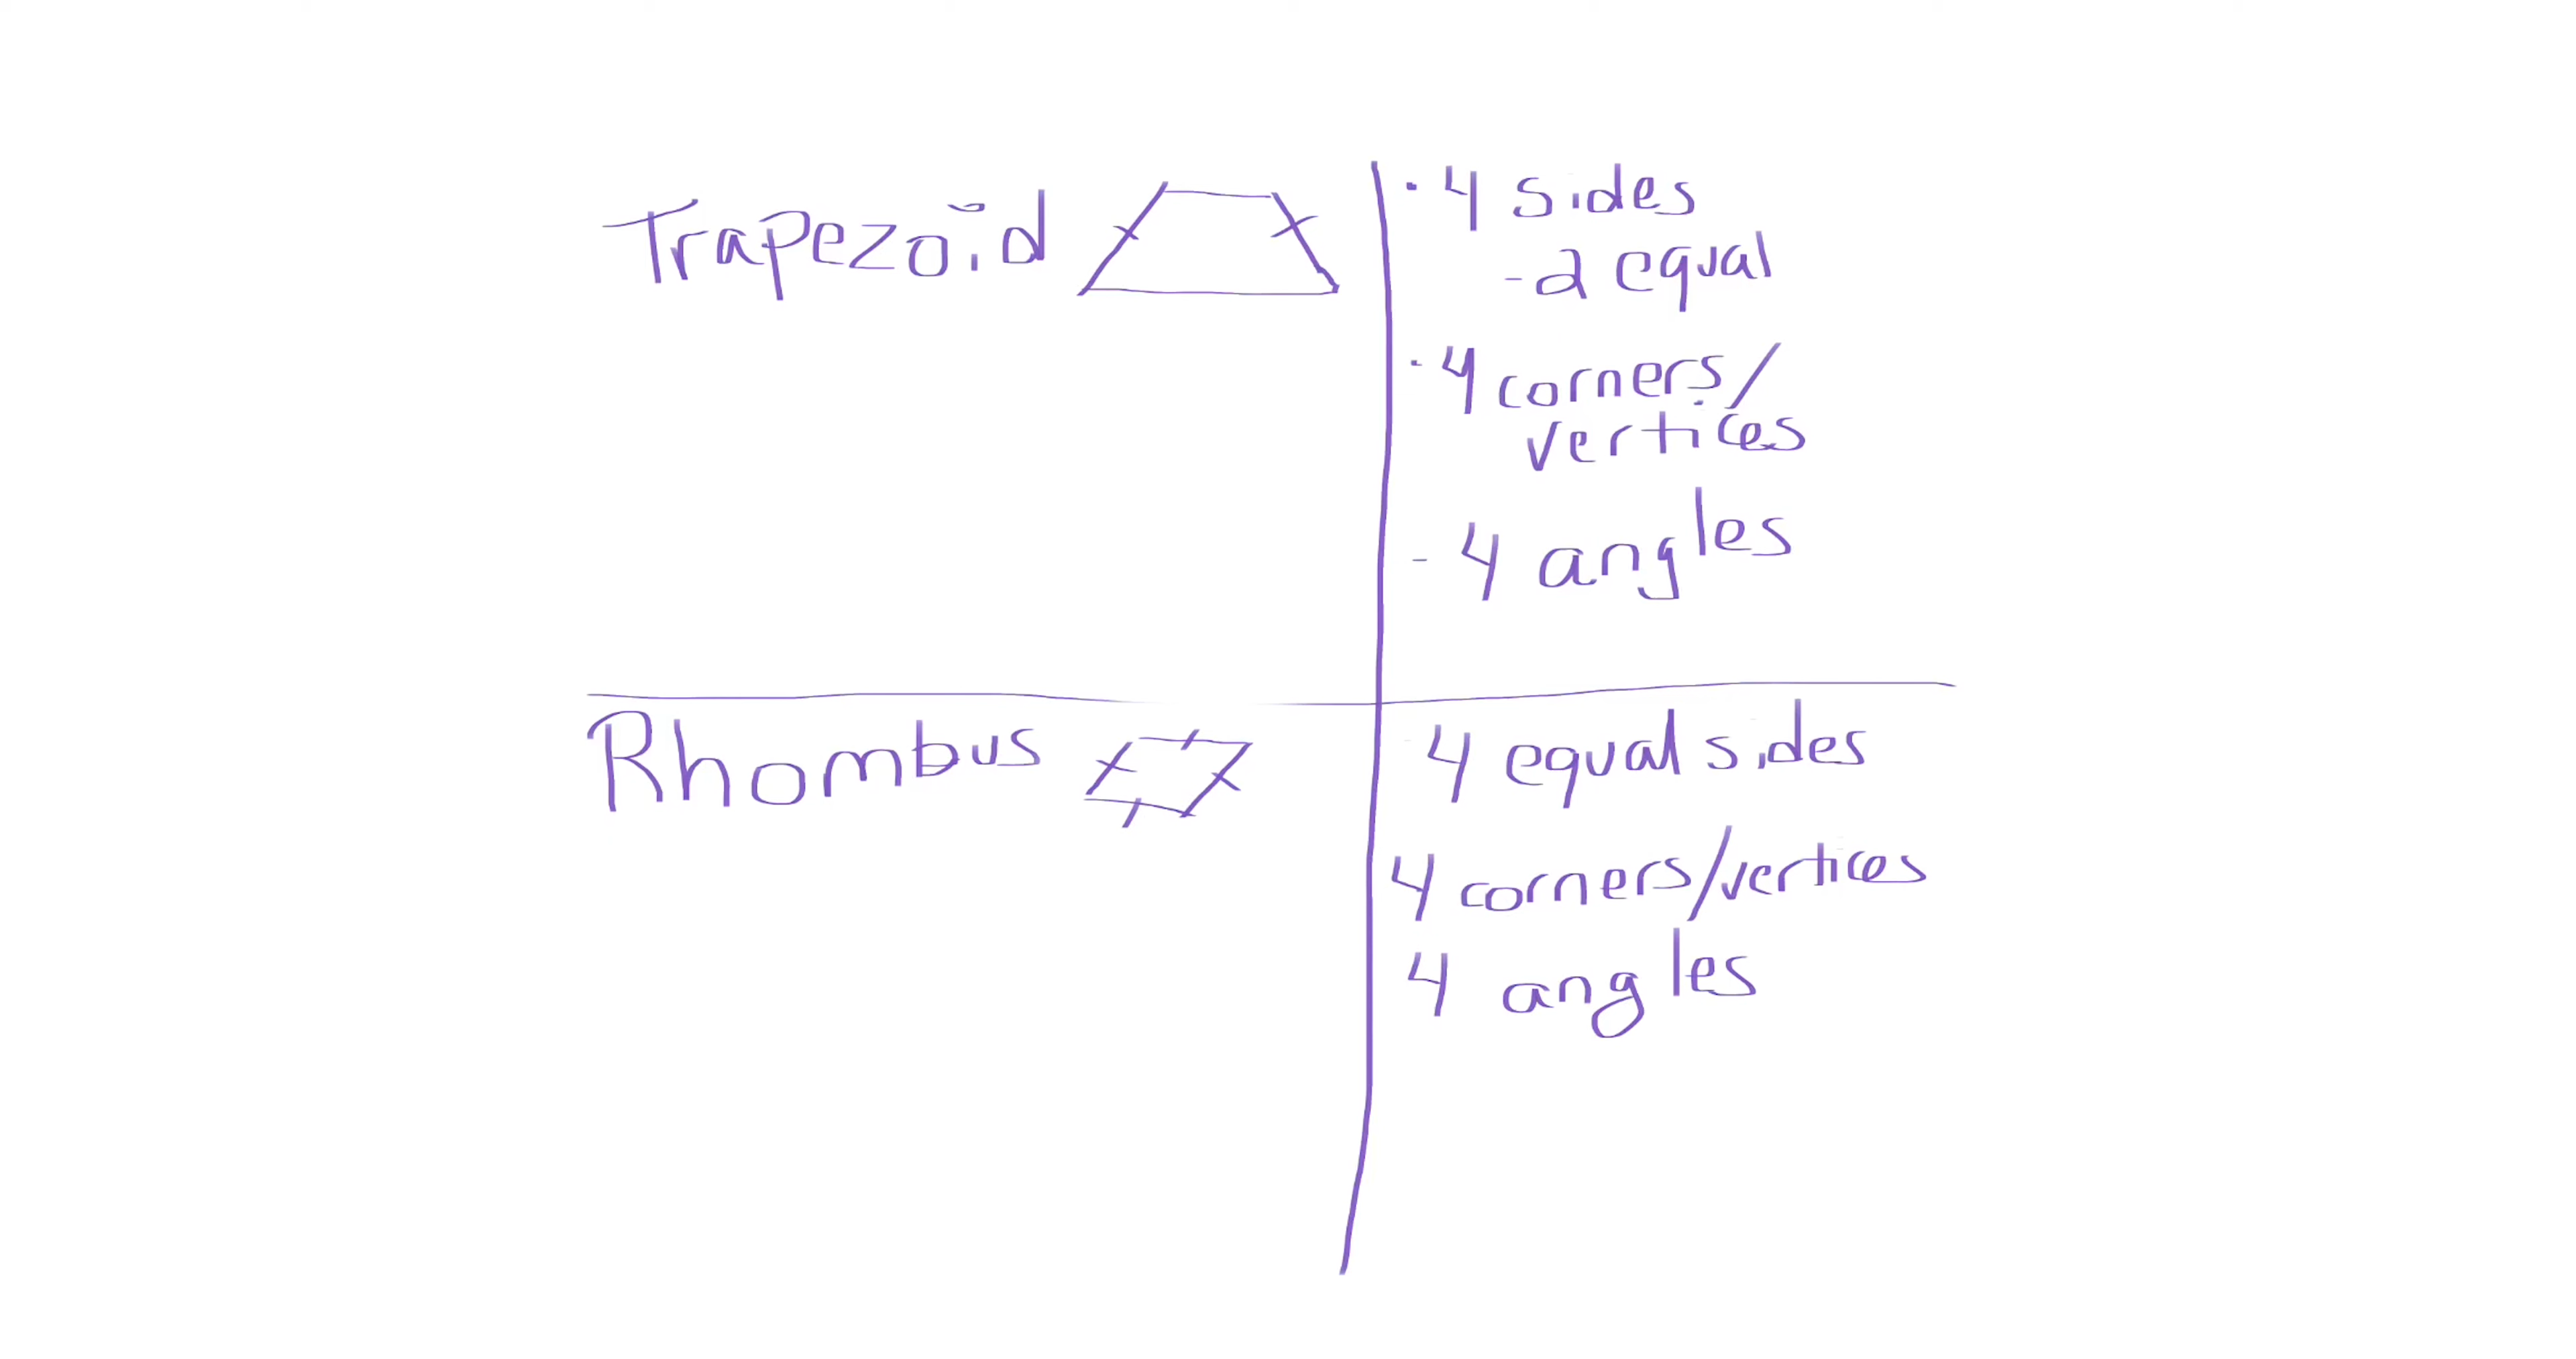 Trapezoid
· 4 sides
- 2 equal
· 4 corners/
vertices
- 4 angles
Rhombus
4 equal sides
4 corners/vertices
4 angles